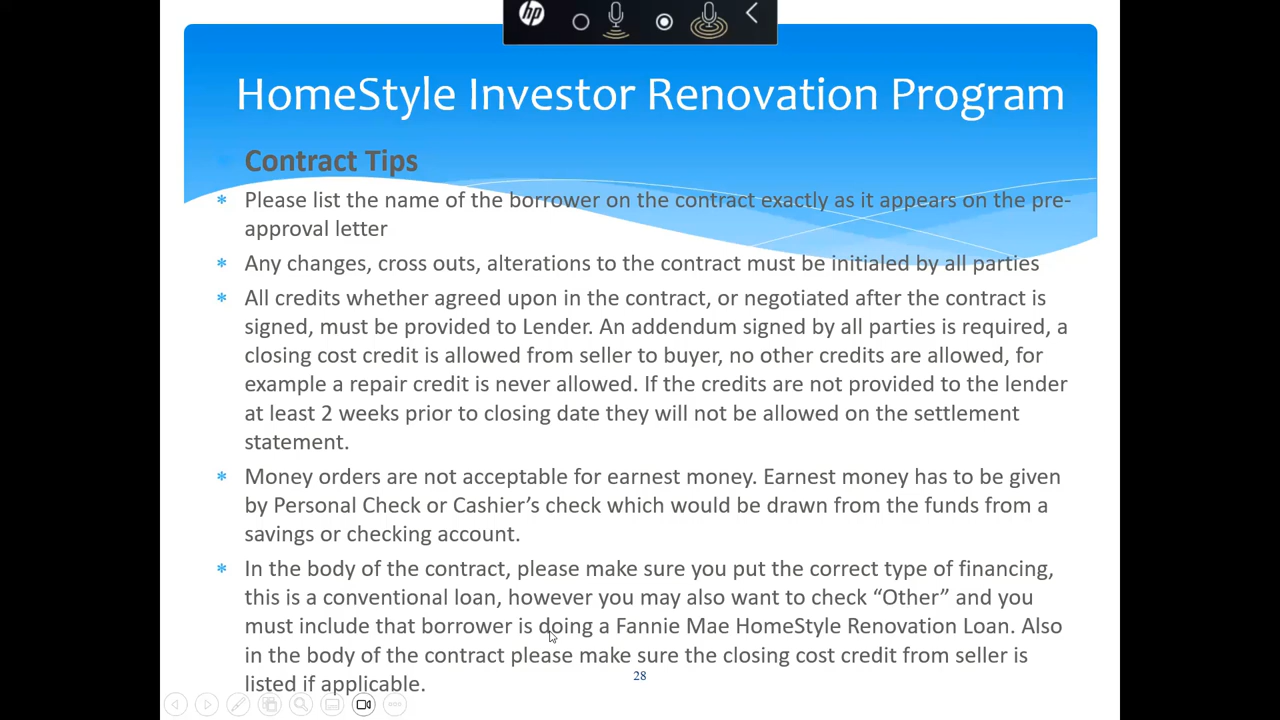 hp
HomeStyle Investor Renovation Program
Contract Tips
* Please list the name of the borrower on the contract exactly as it appears on the pre-
approval letter
* Any changes, cross outs, alterations to the contract must be initialed by all parties
* All credits whether agreed upon in the contract, or negotiated after the contract is
signed, must be provided to Lender. An addendum signed by all parties is required, a
closing cost credit is allowed from seller to buyer, no other credits are allowed, for
example a repair credit is never allowed. If the credits are not provided to the lender
at least 2 weeks prior to closing date they will not be allowed on the settlement
statement.
* Money orders are not acceptable for earnest money. Earnest money has to be given
by Personal Check or Cashier’s check which would be drawn from the funds from a
savings or checking account.
* In the body of the contract, please make sure you put the correct type of financing,
this is a conventional loan, however you may also want to check “Other” and you
must include that borrower is doing a Fannie Mae HomeStyle Renovation Loan. Also
in the body of the contract please make sure the closing cost credit from seller is
listed if applicable.
28